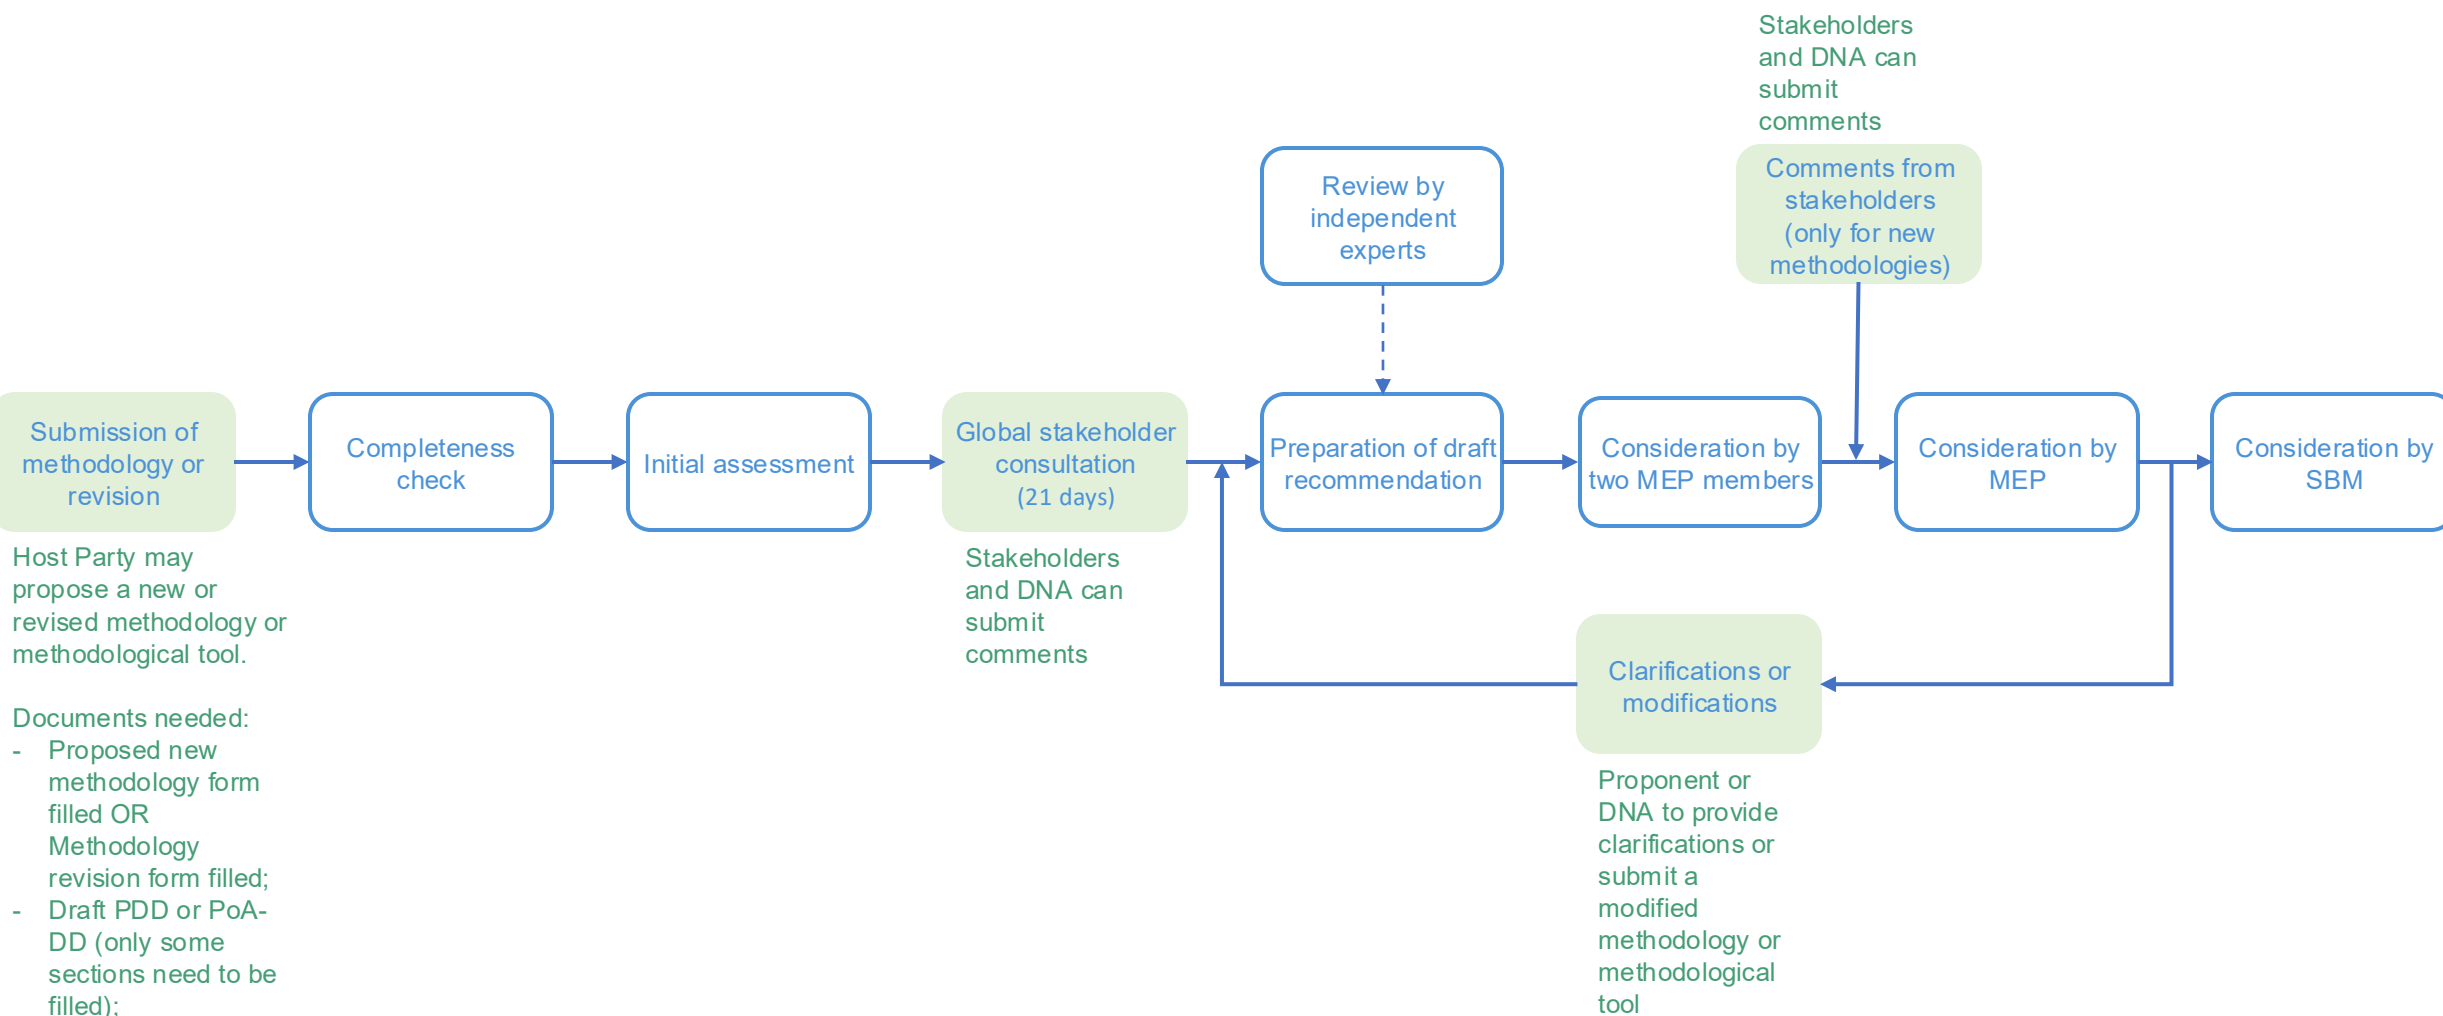 Stakeholders
and DNA can
submit
comments
Review by
independent
experts
Comments from
stakeholders
(only for new
methodologies)
Submission of
methodology or
revision
Completeness
check
Initial assessment
Global stakeholder
consultation
(21 days)
Preparation of draft
recommendation
Consideration by
two MEP members
Consideration by
MEP
Consideration by
SBM
Host Party may
propose a new or
revised methodology or
methodological tool.
Documents needed:
- Proposed new
methodology form
filled OR
Methodology
revision form filled;
- Draft PDD or PoA-
DD (only some
sections need to be
filled);
Stakeholders
and DNA can
submit
comments
Clarifications or
modifications
Proponent or
DNA to provide
clarifications or
submit a
modified
methodology or
methodological
tool